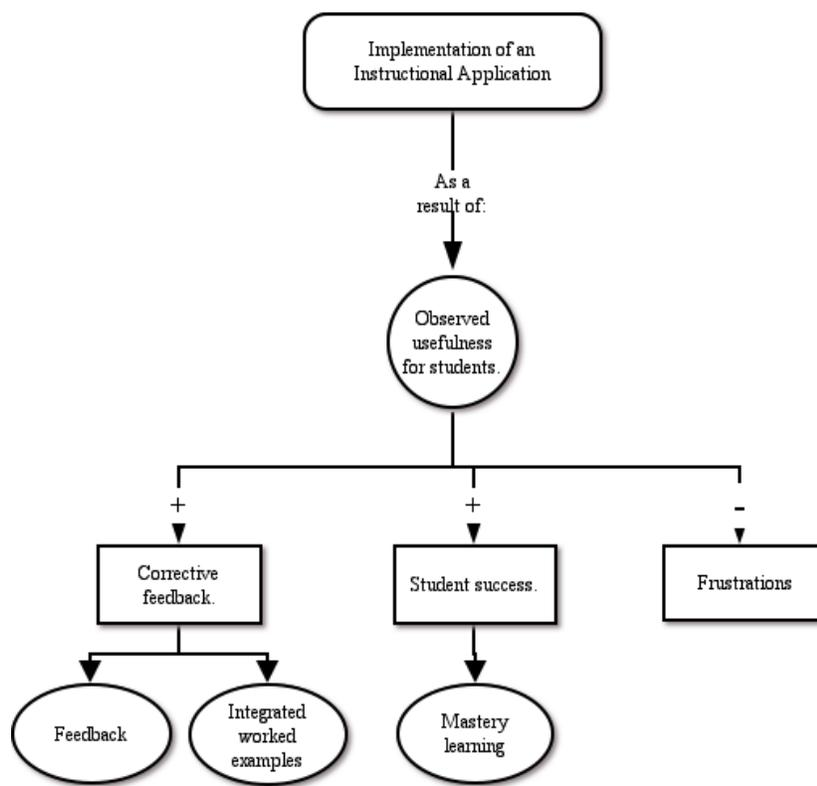 Implementation of an
Instructional Application
As a
result of:
Observed
usefulness
for students.
+
+
-
Corrective
feedback.
Student success.
Frustrations
Feedback
Integrated
worked
examples
Mastery
learning